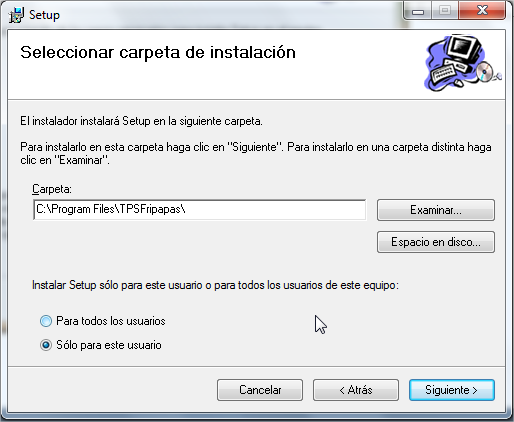 Setup
Seleccionar carpeta de instalación
El instalador instalará Setup en la siguiente carpeta.
Para instalarlo en esta carpeta haga clic en "Siguiente". Para instalarlo en una carpeta distinta haga
clic en "Examinar".
Carpeta:
C:\Program Files\TPSFripapas\
Examinar...
Espacio en disco...
Instalar Setup sólo para este usuario o para todos los usuarios de este equipo:
Para todos los usuarios
Sólo para este usuario
Cancelar
< Atrás
Siguiente >